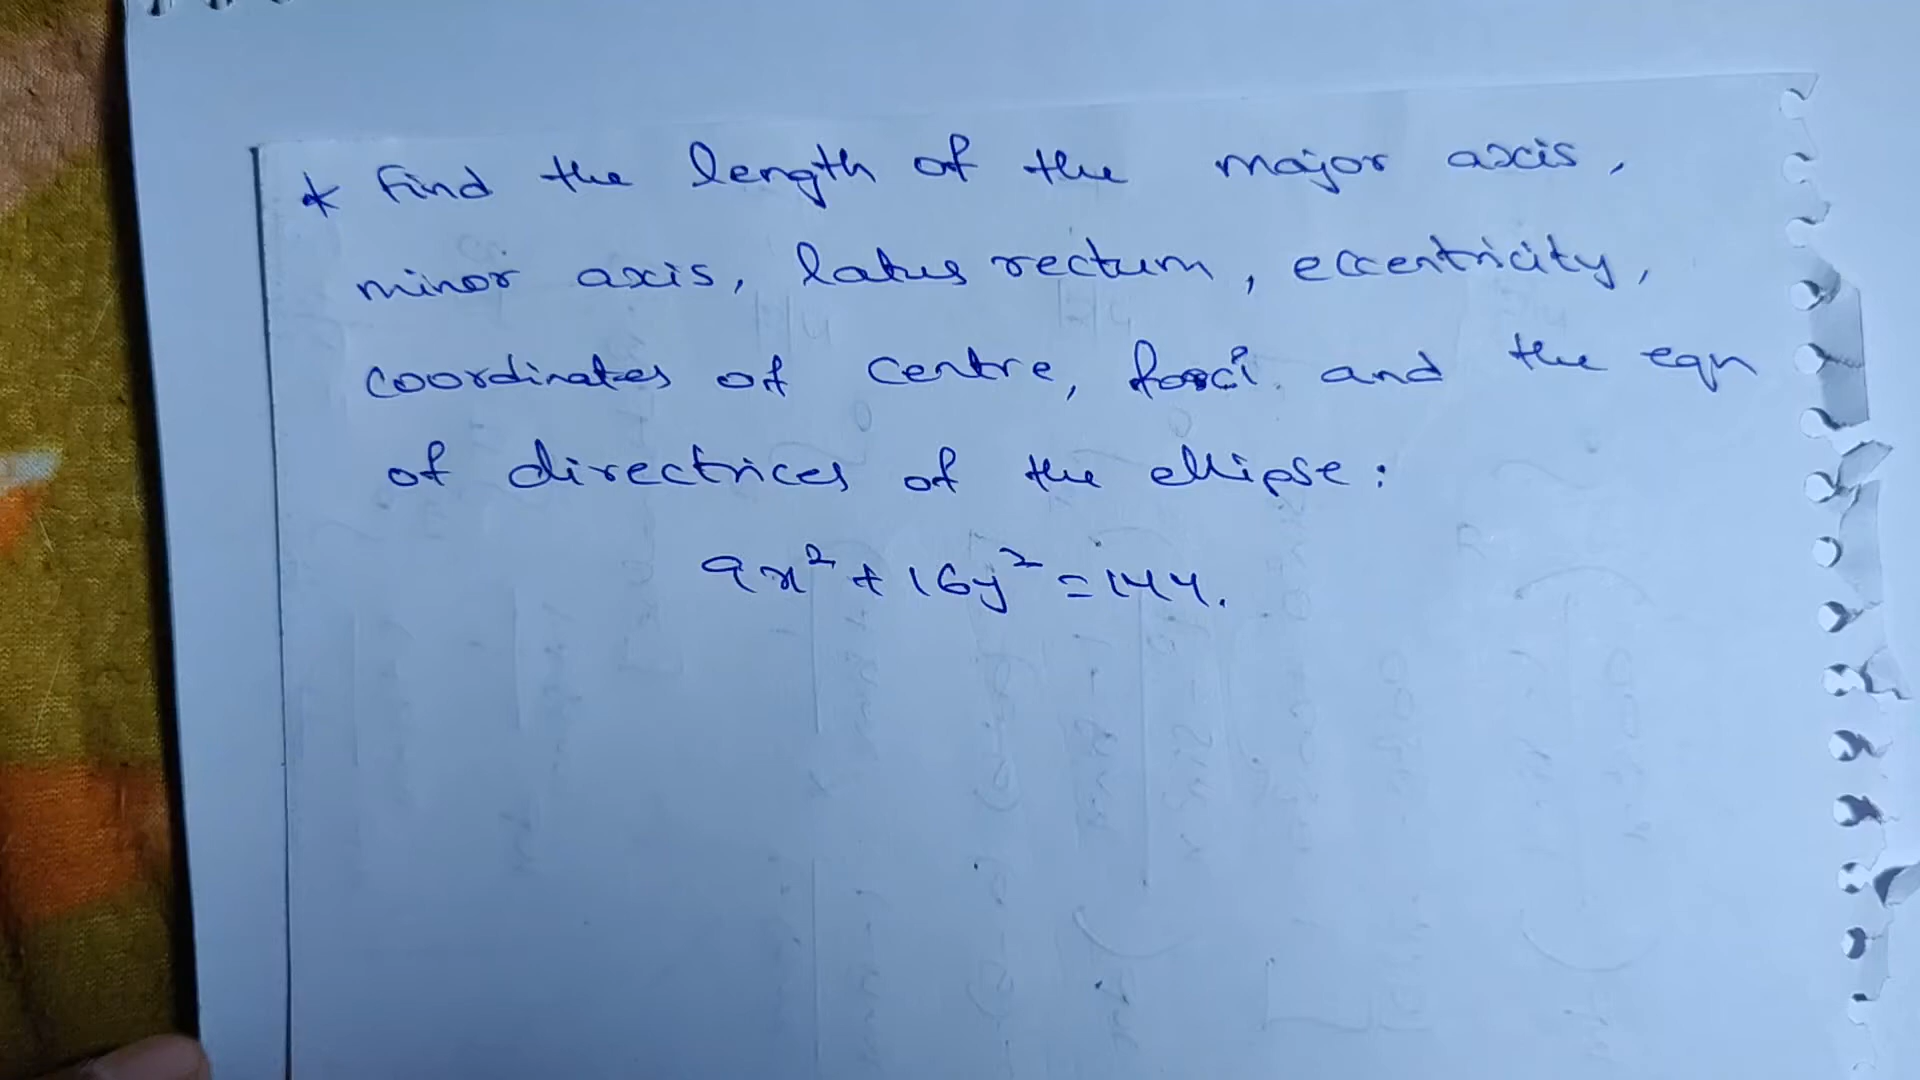 * Find the length of the major axis,
minor axis, latus rectum, eccentricity,
coordinates of centre, foci and the eqn
of directrices of the ellipse:
9x² + 16y² = 144.